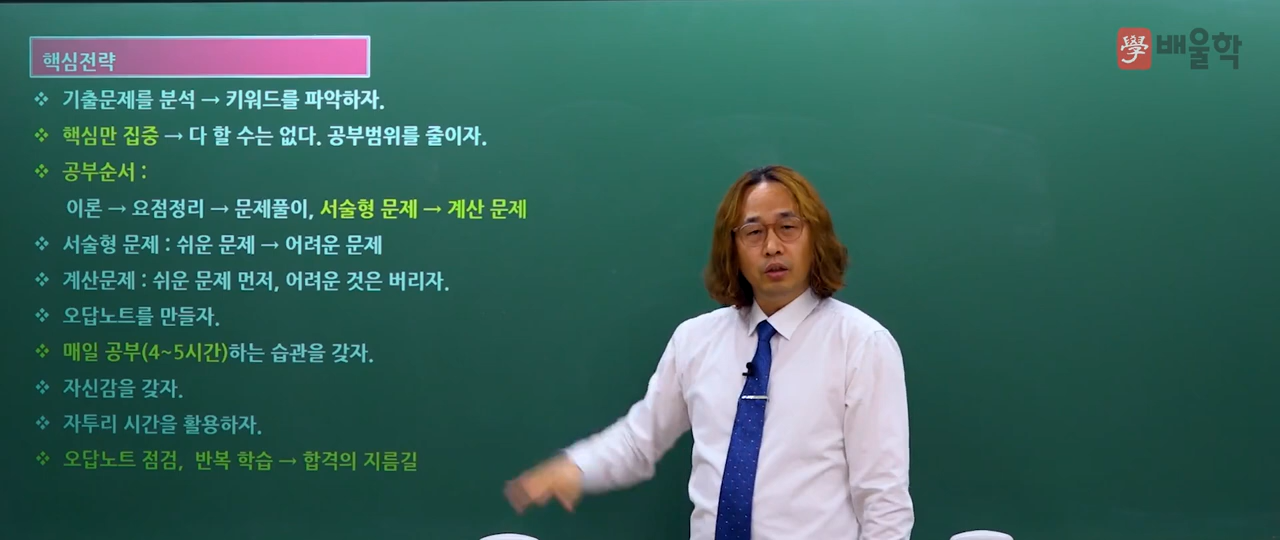 핵심전략
❖ 기출문제를 분석 → 키워드를 파악하자.
❖ 핵심만 집중 → 다 할 수는 없다. 공부범위를 줄이자.
❖ 공부순서 :
이론 → 요점정리 → 문제풀이, 서술형 문제 → 계산 문제
❖ 서술형 문제 : 쉬운 문제 → 어려운 문제
❖ 계산문제 : 쉬운 문제 먼저, 어려운 것은 버리자.
❖ 오답노트를 만들자.
❖ 매일 공부(4~5시간)하는 습관을 갖자.
❖ 자신감을 갖자.
❖ 자투리 시간을 활용하자.
❖ 오답노트 점검, 반복 학습 → 합격의 지름길
學 배울학